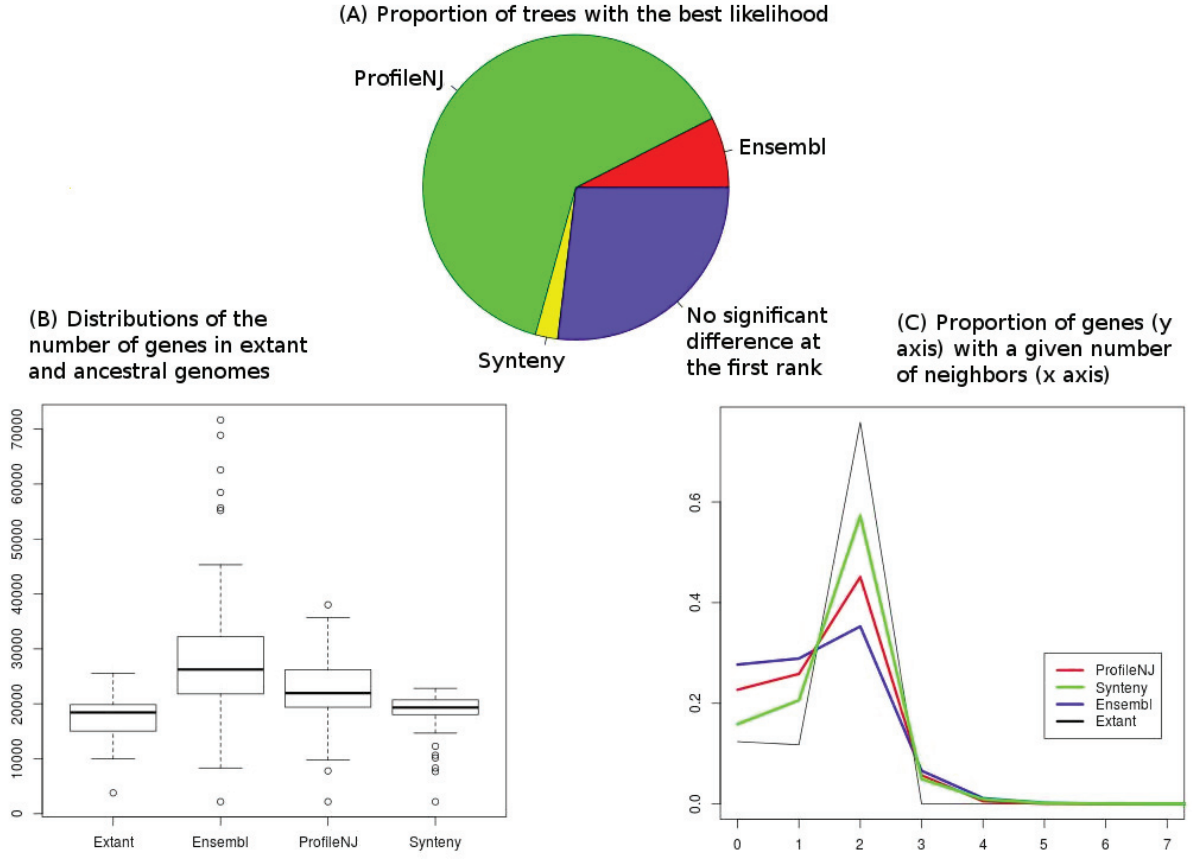 (A) Proportion of trees with the best likelihood
ProfileNJ
Ensembl
Synteny
No significant
difference at
the first rank
(B) Distributions of the
number of genes in extant
and ancestral genomes
70000
60000
50000
40000
30000
20000
10000
0
Extant
Ensembl
ProfileNJ
Synteny
(C) Proportion of genes (y
axis) with a given number
of neighbors (x axis)
0.6
0.4
0.2
0.0
ProfileNJ
Synteny
Ensembl
Extant
0 1 2 3 4 5 6 7